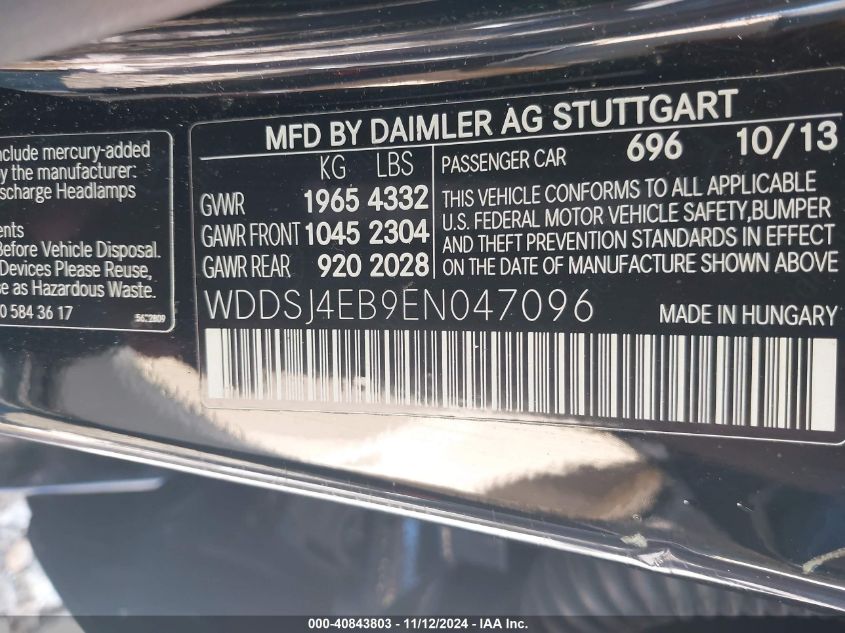 nclude mercury-added
y the manufacturer:
scharge Headlamps
ents
Before Vehicle Disposal.
Devices Please Reuse,
se as Hazardous Waste.
0 584 36 17
MFD BY DAIMLER AG STUTTGART
KG LBS
GVWR 1965 4332
GAWR FRONT 1045 2304
GAWR REAR 920 2028
PASSENGER CAR 696 10/13
THIS VEHICLE CONFORMS TO ALL APPLICABLE
U.S. FEDERAL MOTOR VEHICLE SAFETY,BUMPER
AND THEFT PREVENTION STANDARDS IN EFFECT
ON THE DATE OF MANUFACTURE SHOWN ABOVE
WDDSJ4EB9EN047096 MADE IN HUNGARY
000-40843803 - 11/12/2024 - IAA Inc.